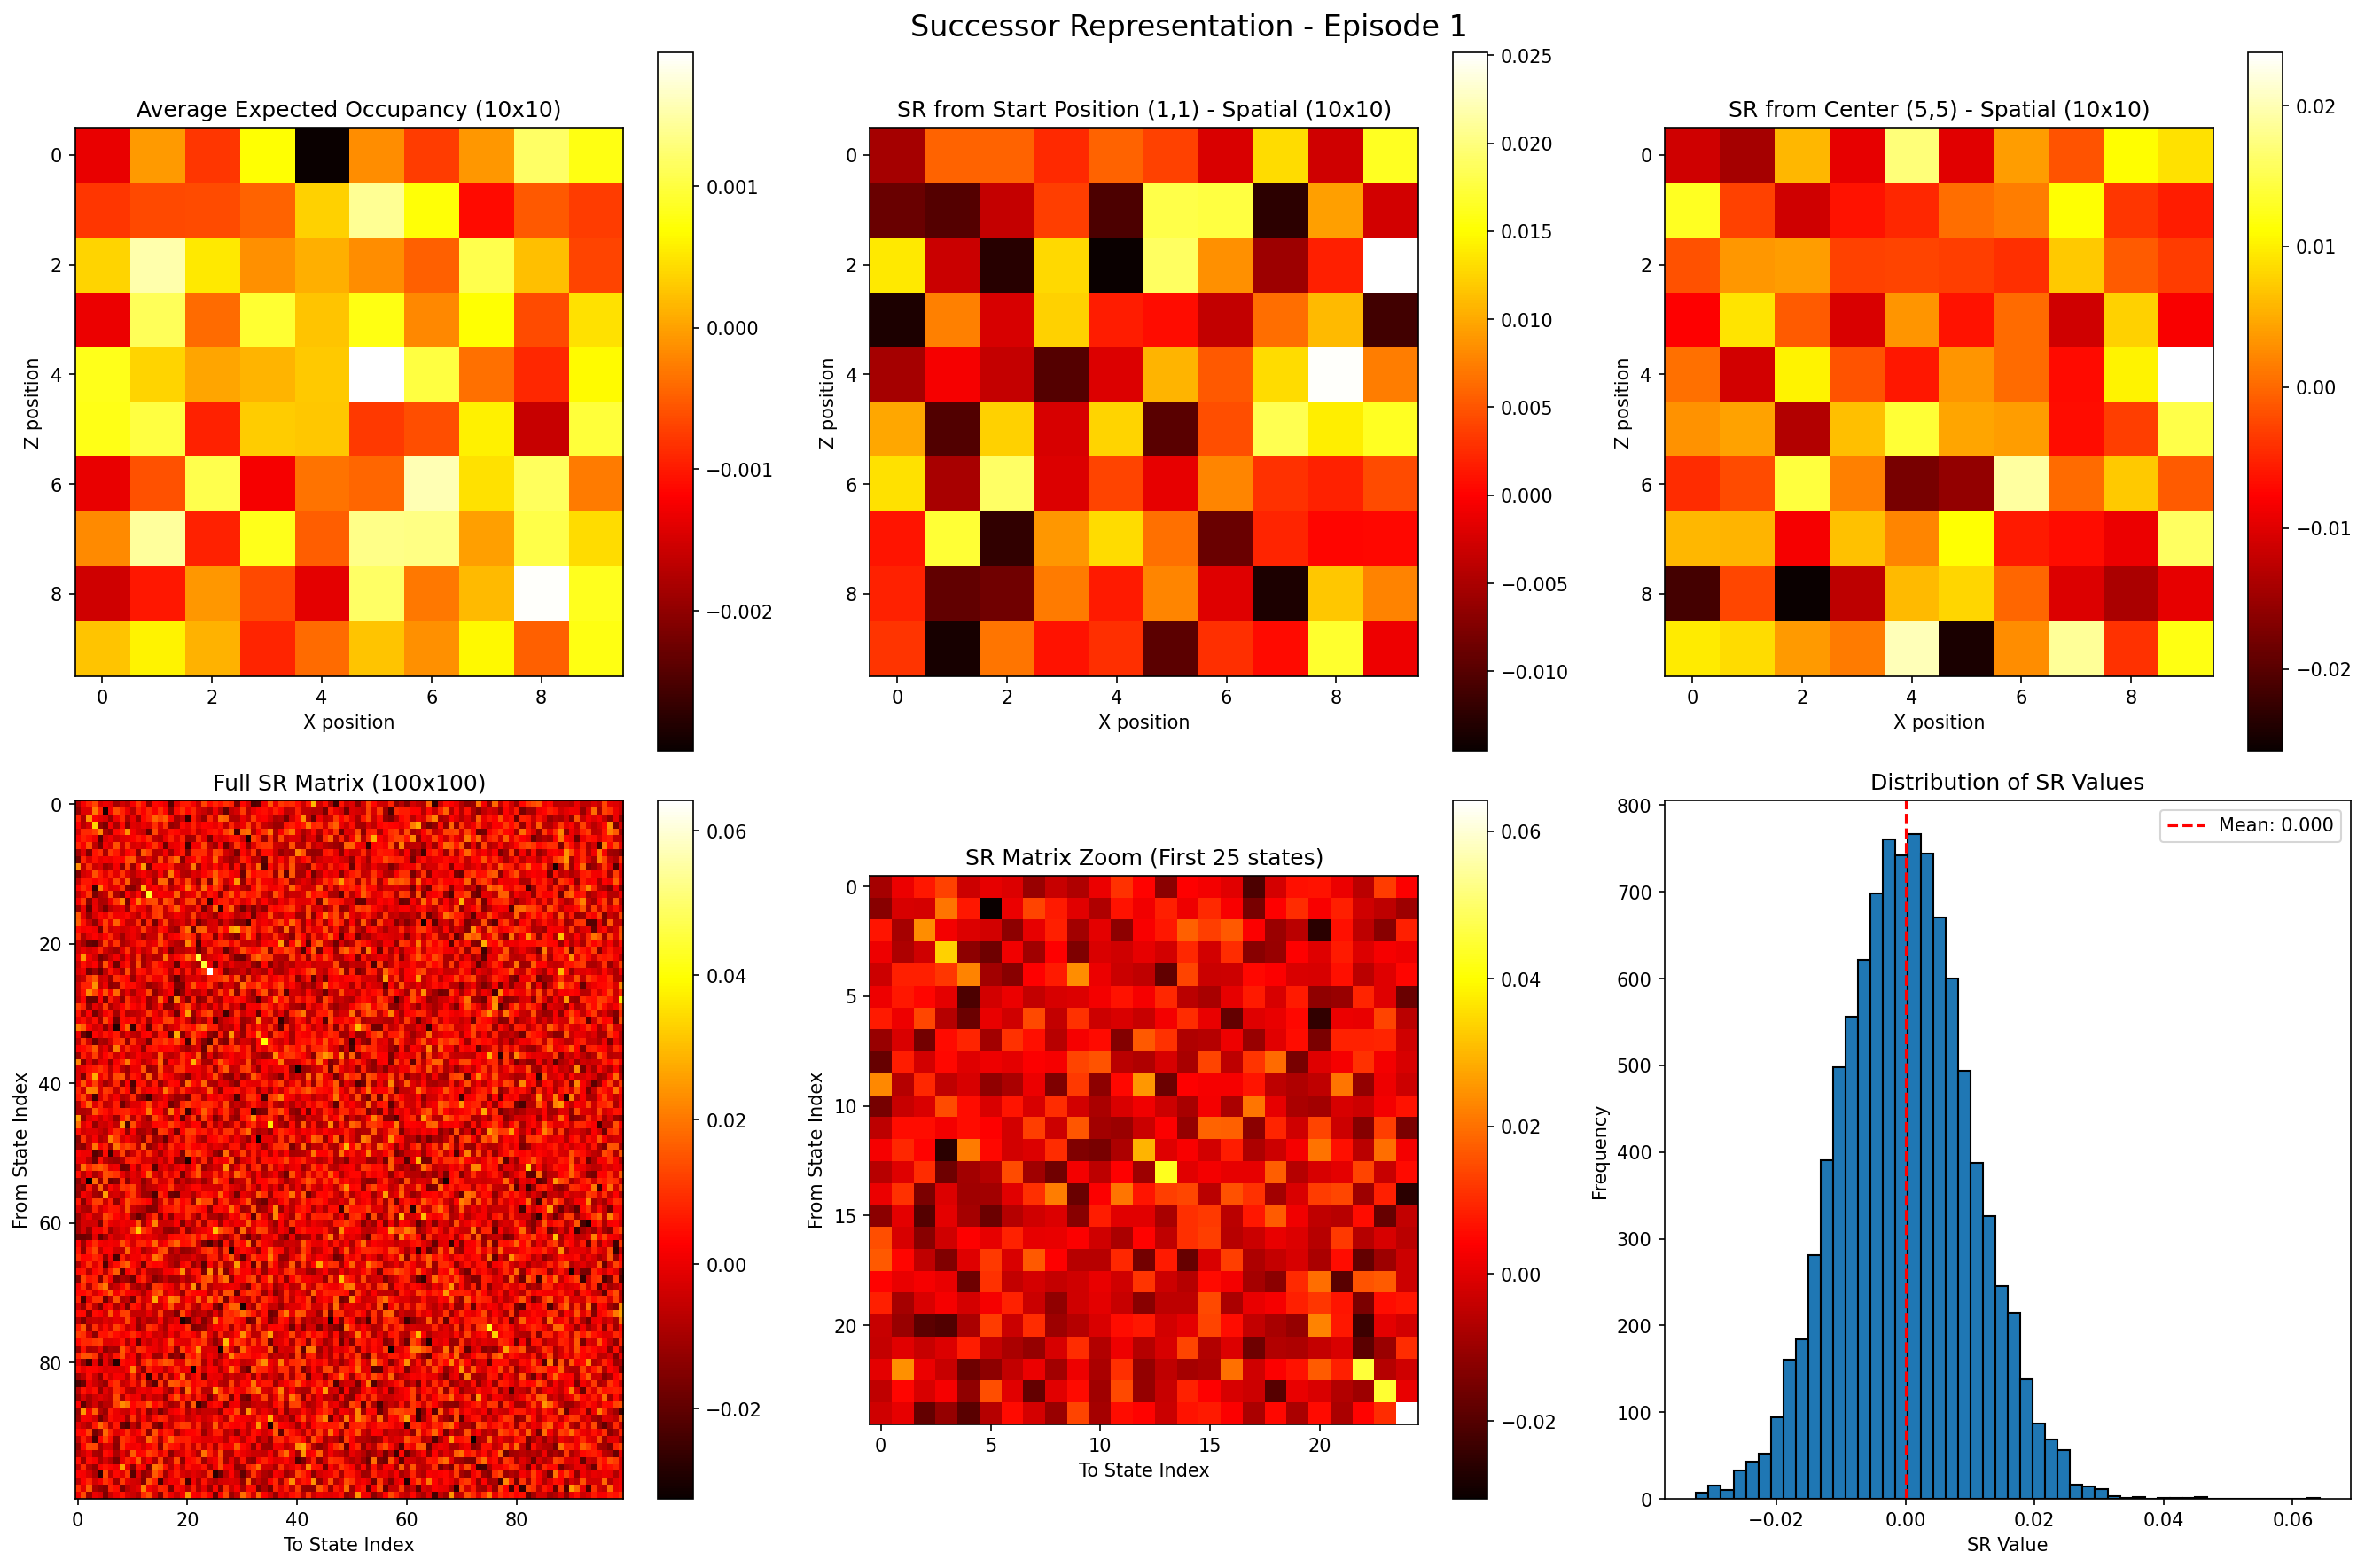 Successor Representation - Episode 1
Average Expected Occupancy (10x10)
0
2
4
6
8
Z position
0 2 4 6 8
X position
0.001
0.000
−0.001
−0.002
SR from Start Position (1,1) - Spatial (10x10)
0
2
4
6
8
Z position
0 2 4 6 8
X position
0.025
0.020
0.015
0.010
0.005
0.000
−0.005
−0.010
SR from Center (5,5) - Spatial (10x10)
0
2
4
6
8
Z position
0 2 4 6 8
X position
0.02
0.01
0.00
−0.01
−0.02
Full SR Matrix (100x100)
0
20
40
60
80
From State Index
0 20 40 60 80
To State Index
0.06
0.04
0.02
0.00
−0.02
SR Matrix Zoom (First 25 states)
0
5
10
15
20
From State Index
0 5 10 15 20
To State Index
0.06
0.04
0.02
0.00
−0.02
Distribution of SR Values
Mean: 0.000
800
700
600
500
400
300
200
100
0
Frequency
−0.02 0.00 0.02 0.04 0.06
SR Value